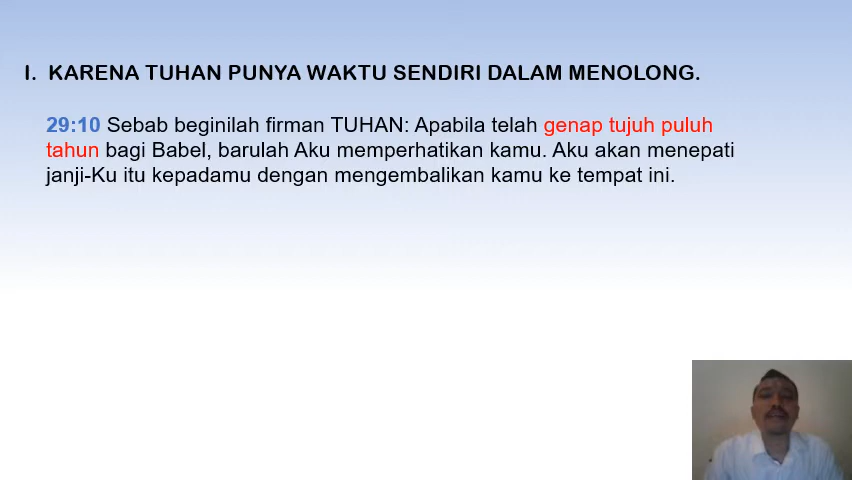 I. KARENA TUHAN PUNYA WAKTU SENDIRI DALAM MENOLONG.
29:10 Sebab beginilah firman TUHAN: Apabila telah genap tujuh puluh
tahun bagi Babel, barulah Aku memperhatikan kamu. Aku akan menepati
janji-Ku itu kepadamu dengan mengembalikan kamu ke tempat ini.